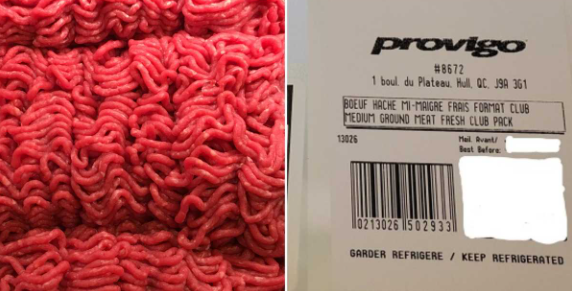 provigo
#8672
1 boul. du Plateau, Hull, QC, J9A 3G1
BOEUF HACHE MI-MAIGRE FRAIS FORMAT CLUB
MEDIUM GROUND MEAT FRESH CLUB PACK
13026
Meil. Avant/
Best Before:
0213026 502933
GARDER REFRIGERE / KEEP REFRIGERATED